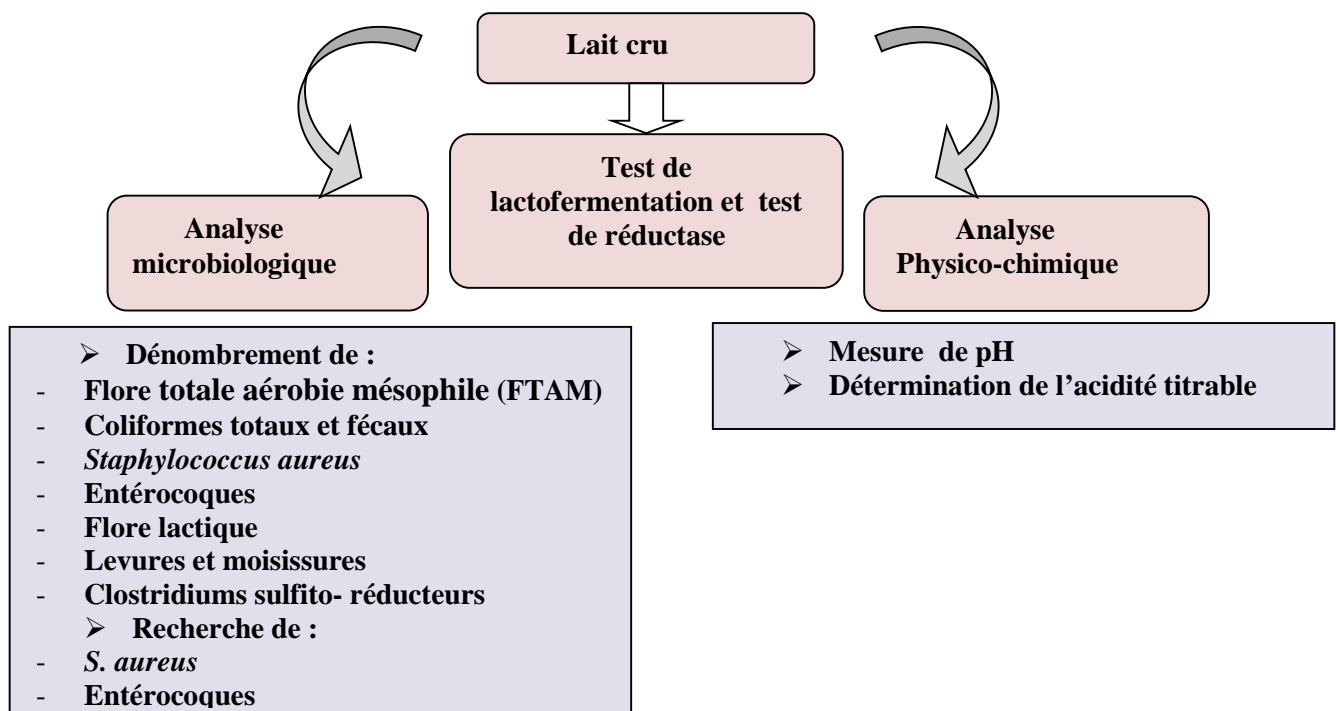 Lait cru
Test de
lactofermentation et test
de réductase
Analyse
microbiologique
Analyse
Physico-chimique
➢ Dénombrement de :
- Flore totale aérobie mésophile (FTAM)
- Coliformes totaux et fécaux
- Staphylococcus aureus
- Entérocoques
- Flore lactique
- Levures et moisissures
- Clostridiums sulfito- réducteurs
➢ Recherche de :
- S. aureus
- Entérocoques
➢ Mesure de pH
➢ Détermination de l’acidité titrable